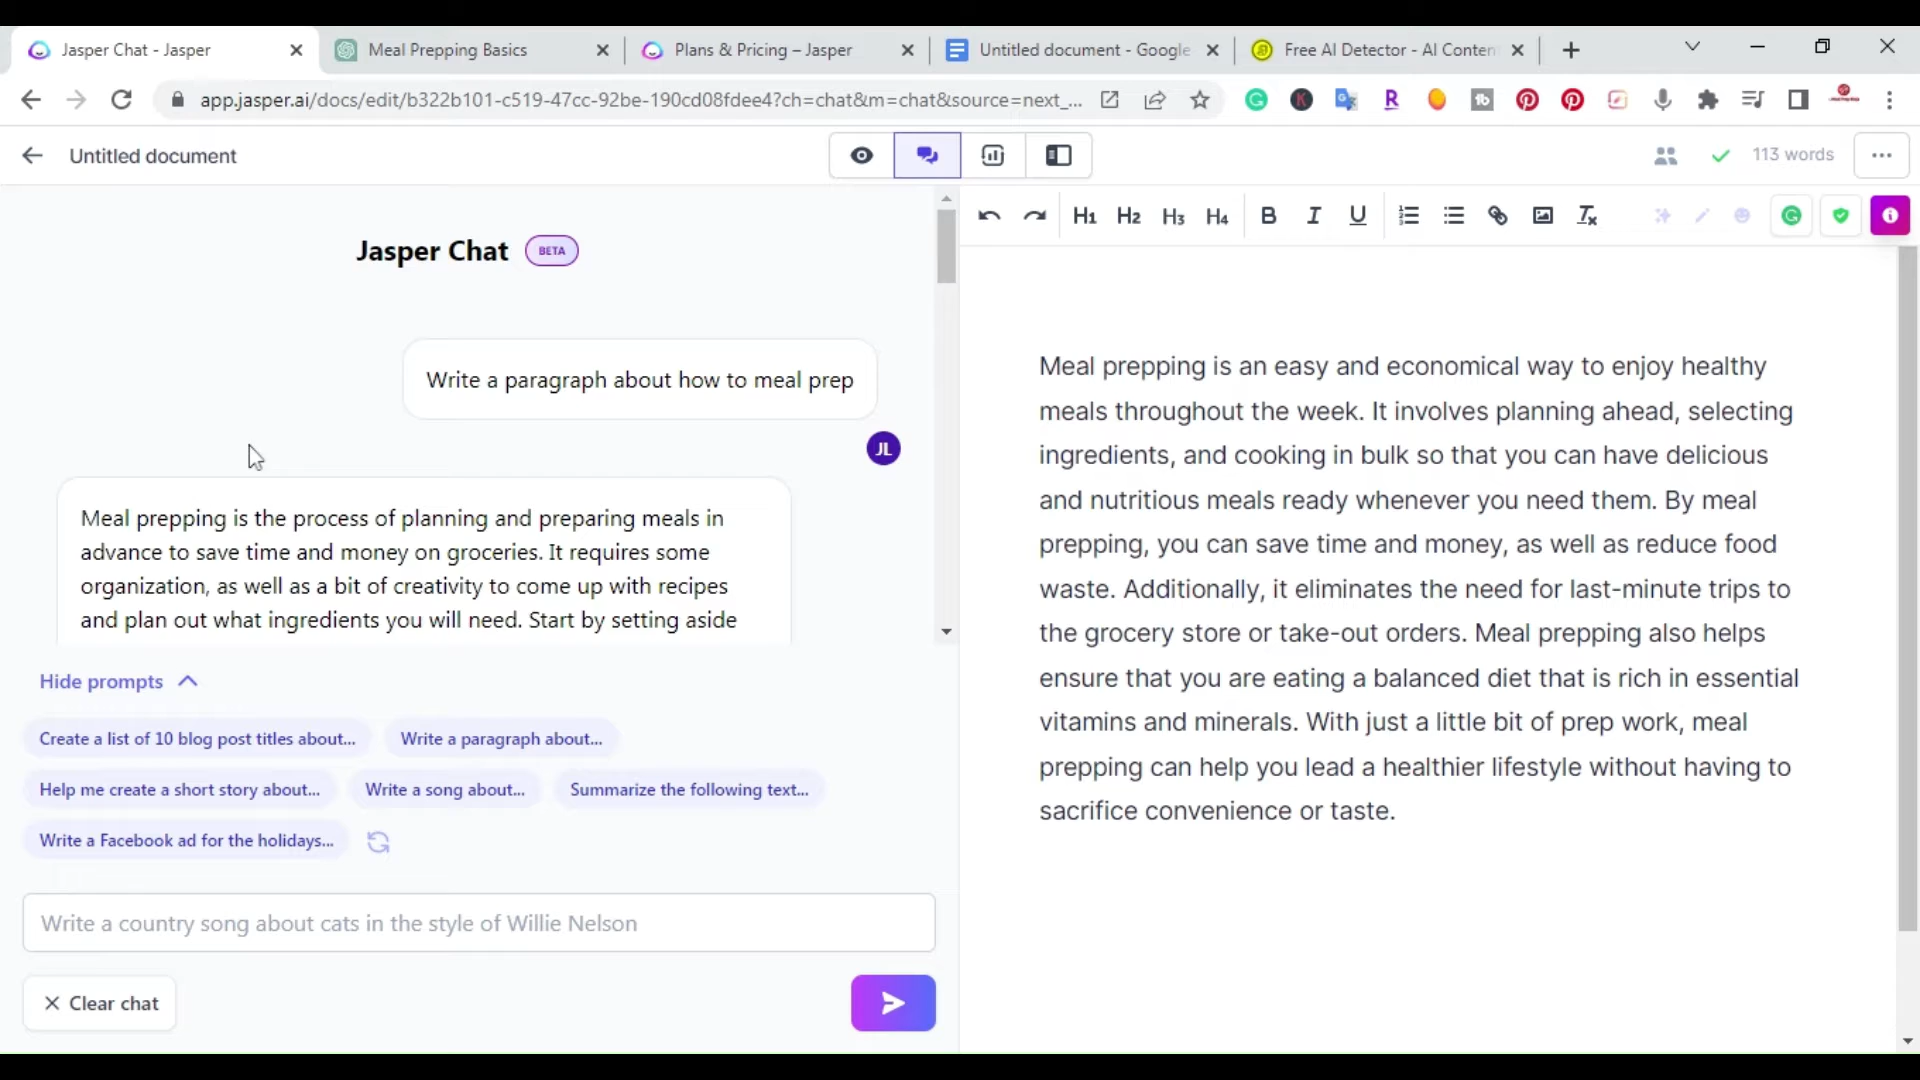 Jasper Chat - Jasper
Meal Prepping Basics
Plans & Pricing – Jasper
Untitled document - Google
Free AI Detector - AI Conten
app.jasper.ai/docs/edit/b322b101-c519-47cc-92be-190cd08fdee4?ch=chat&m=chat&source=next_...
Untitled document
113 words
H1 H2 H3 H4 B I U
Jasper Chat BETA
Write a paragraph about how to meal prep
JL
Meal prepping is the process of planning and preparing meals in
advance to save time and money on groceries. It requires some
organization, as well as a bit of creativity to come up with recipes
and plan out what ingredients you will need. Start by setting aside
Hide prompts
Create a list of 10 blog post titles about...
Write a paragraph about...
Help me create a short story about...
Write a song about...
Summarize the following text...
Write a Facebook ad for the holidays...
Write a country song about cats in the style of Willie Nelson
Clear chat
Meal prepping is an easy and economical way to enjoy healthy
meals throughout the week. It involves planning ahead, selecting
ingredients, and cooking in bulk so that you can have delicious
and nutritious meals ready whenever you need them. By meal
prepping, you can save time and money, as well as reduce food
waste. Additionally, it eliminates the need for last-minute trips to
the grocery store or take-out orders. Meal prepping also helps
ensure that you are eating a balanced diet that is rich in essential
vitamins and minerals. With just a little bit of prep work, meal
prepping can help you lead a healthier lifestyle without having to
sacrifice convenience or taste.